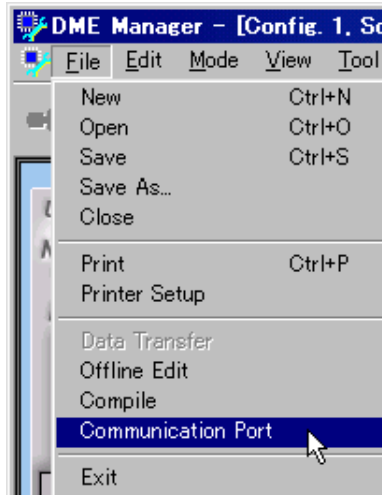 DME Manager - [Config. 1, Sc
File Edit Mode View Tool
New Ctrl+N
Open Ctrl+O
Save Ctrl+S
Save As...
Close
Print Ctrl+P
Printer Setup
Data Transfer
Offline Edit
Compile
Communication Port
Exit